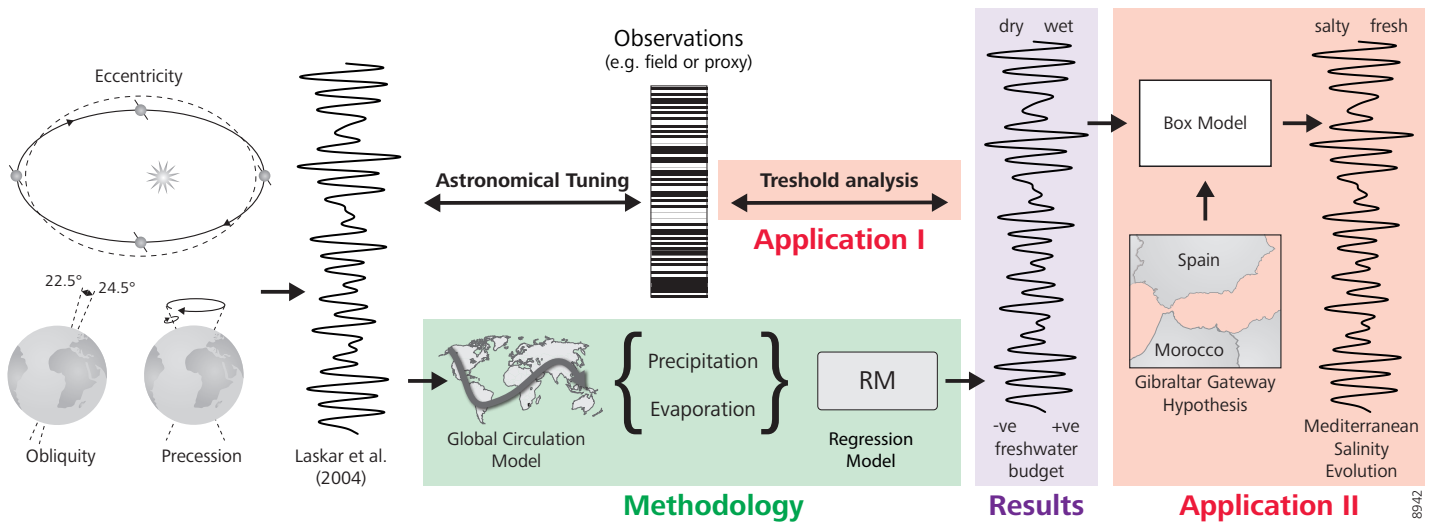 Eccentricity
22.5°
24.5°
Obliquity
Precession
Laskar et al.
(2004)
Observations
(e.g. field or proxy)
Astronomical Tuning
Treshold analysis
Application I
Global Circulation
Model
Precipitation
Evaporation
RM
Regression
Model
Methodology
dry wet
-ve +ve
freshwater
budget
Results
Box Model
Spain
Morocco
Gibraltar Gateway
Hypothesis
salty fresh
Mediterranean
Salinity
Evolution
Application II
8942